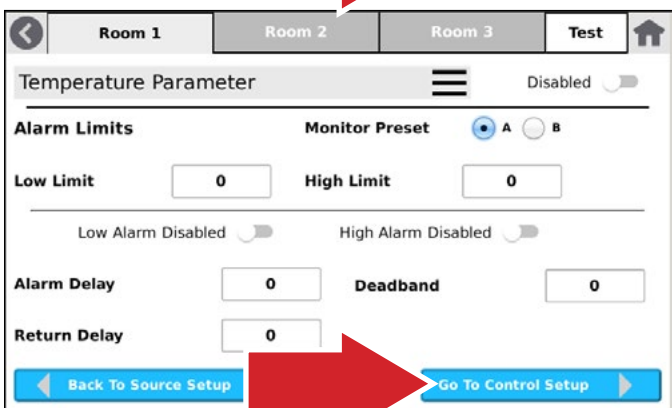 Room 1 Room 2 Room 3 Test
Temperature Parameter Disabled
Alarm Limits Monitor Preset A B
Low Limit 0 High Limit 0
Low Alarm Disabled High Alarm Disabled
Alarm Delay 0 Deadband 0
Return Delay 0
Back To Source Setup Go To Control Setup